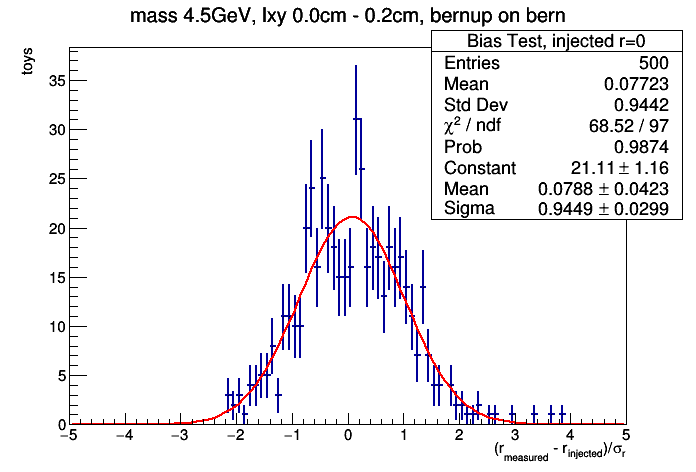 mass 4.5GeV, lxy 0.0cm - 0.2cm, bernup on bern
Bias Test, injected r=0
Entries 500
Mean 0.07723
Std Dev 0.9442
χ² / ndf 68.52 / 97
Prob 0.9874
Constant 21.11 ± 1.16
Mean 0.0788 ± 0.0423
Sigma 0.9449 ± 0.0299
toys
35
30
25
20
15
10
5
0
−5 −4 −3 −2 −1 0 1 2 3 4 5
(r_measured - r_injected)/σ_r